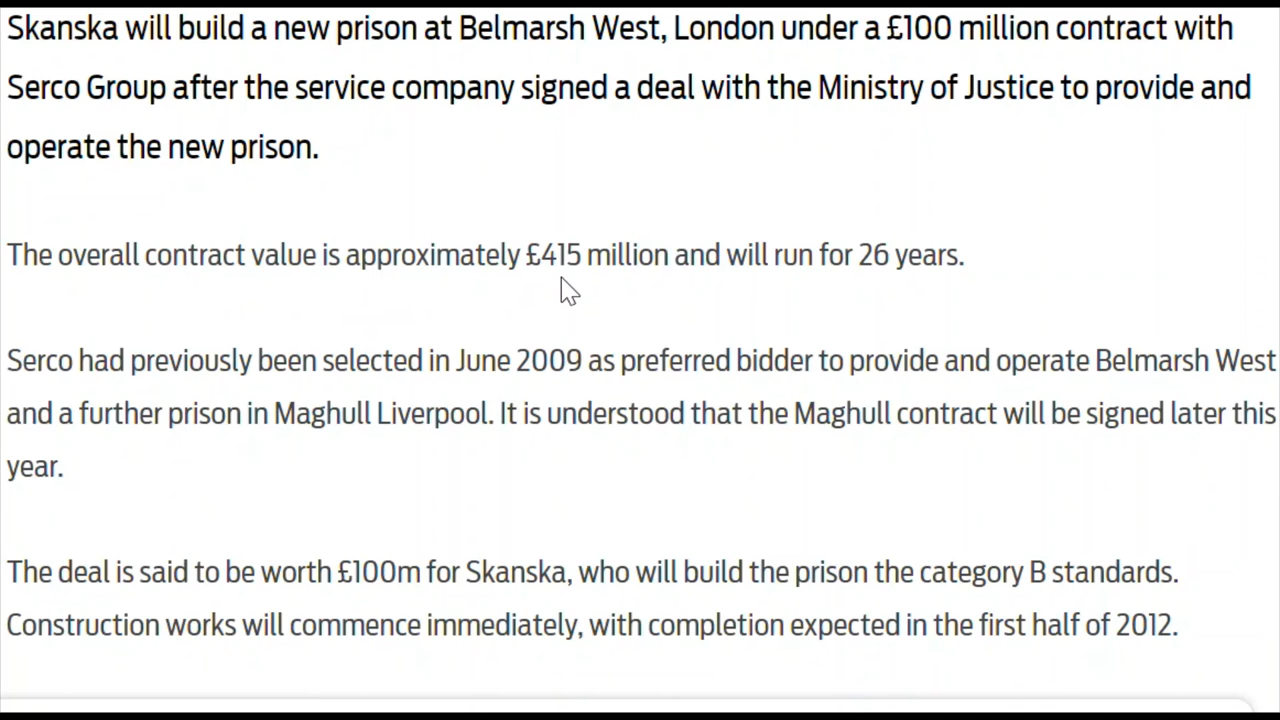 Skanska will build a new prison at Belmarsh West, London under a £100 million contract with
Serco Group after the service company signed a deal with the Ministry of Justice to provide and
operate the new prison.
The overall contract value is approximately £415 million and will run for 26 years.
Serco had previously been selected in June 2009 as preferred bidder to provide and operate Belmarsh West
and a further prison in Maghull Liverpool. It is understood that the Maghull contract will be signed later this
year.
The deal is said to be worth £100m for Skanska, who will build the prison the category B standards.
Construction works will commence immediately, with completion expected in the first half of 2012.